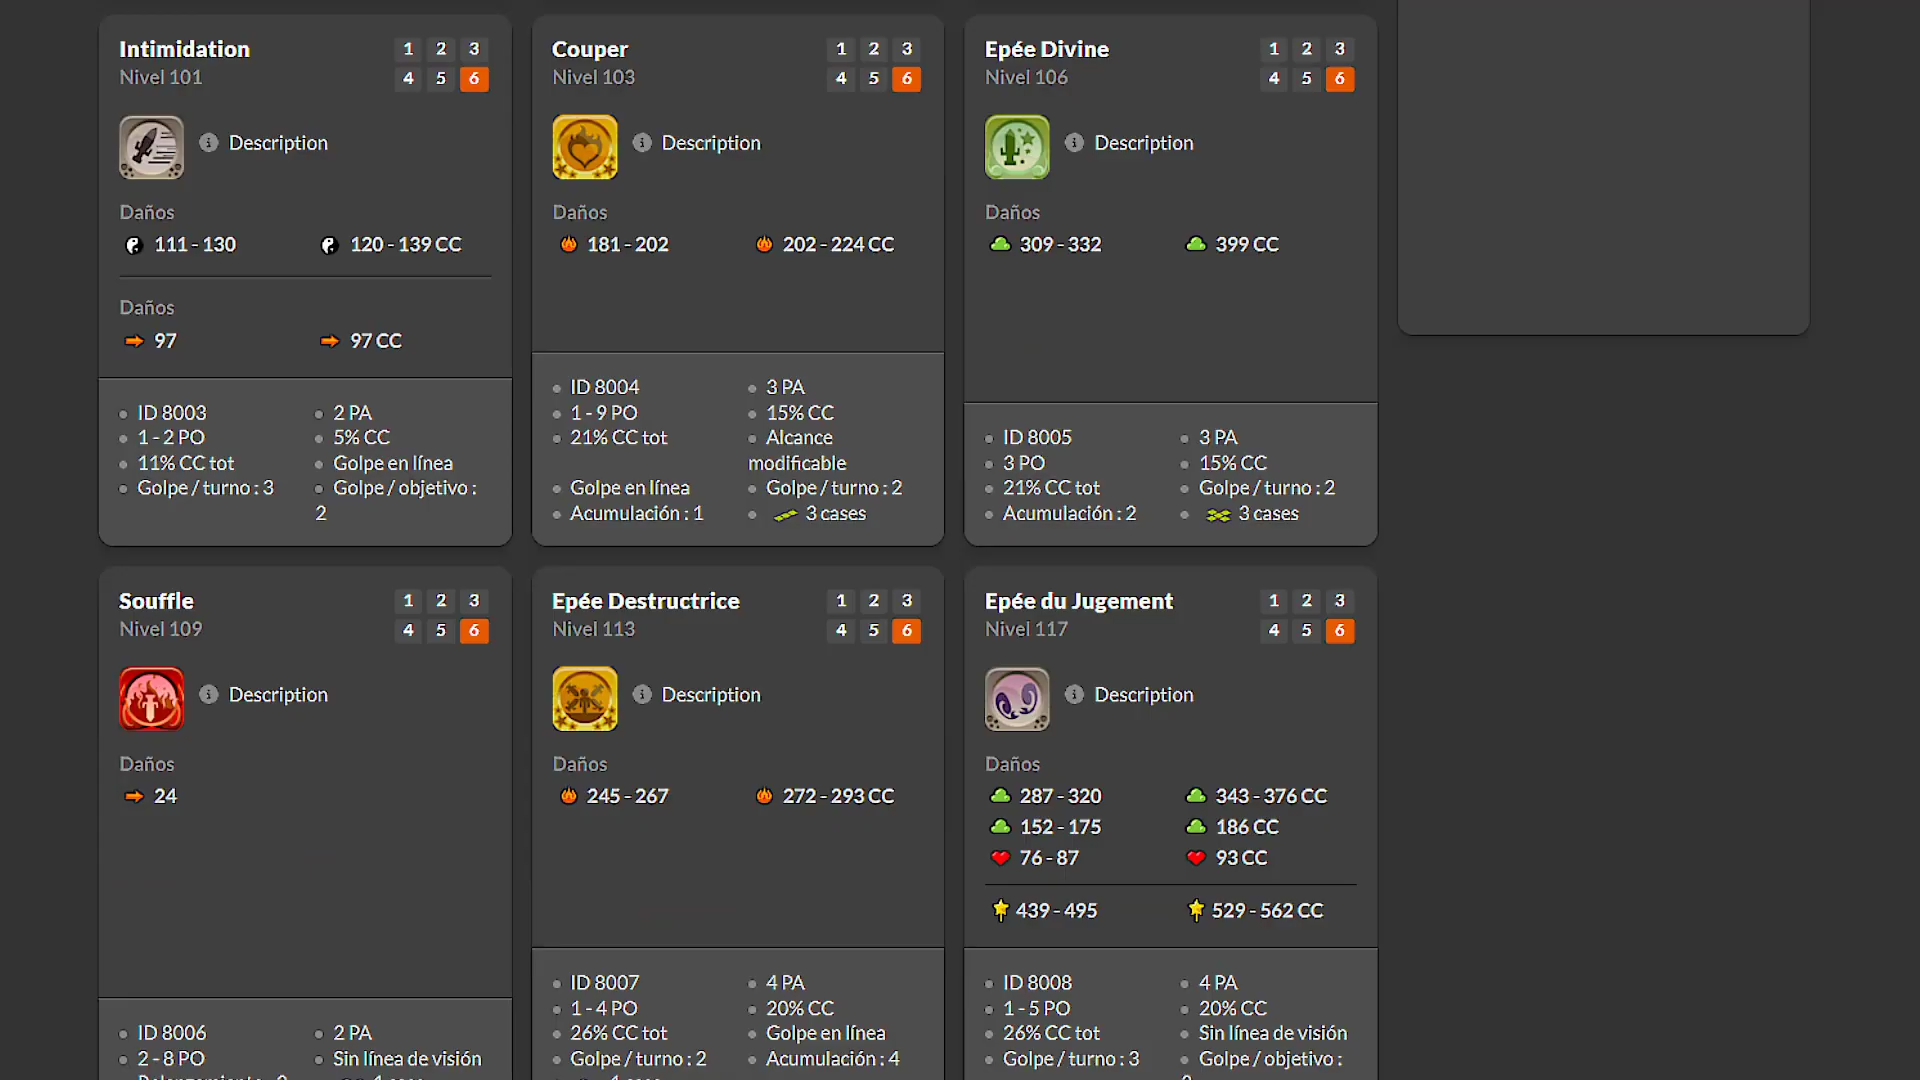 Intimidation
Nivel 101
1 2 3
4 5 6
Description
Daños
111 - 130 120 - 139 CC
Daños
97 97 CC
ID 8003 2 PA
1 - 2 PO 5% CC
11% CC tot Golpe en línea
Golpe / turno : 3 Golpe / objetivo :
2
Couper
Nivel 103
1 2 3
4 5 6
Description
Daños
181 - 202 202 - 224 CC
ID 8004 3 PA
1 - 9 PO 15% CC
21% CC tot Alcance
modificable
Golpe en línea Golpe / turno : 2
Acumulación : 1 3 cases
Epée Divine
Nivel 106
1 2 3
4 5 6
Description
Daños
309 - 332 399 CC
ID 8005 3 PA
3 PO 15% CC
21% CC tot Golpe / turno : 2
Acumulación : 2 3 cases
Souffle
Nivel 109
1 2 3
4 5 6
Description
Daños
24
ID 8006 2 PA
2 - 8 PO Sin línea de visión
Epée Destructrice
Nivel 113
1 2 3
4 5 6
Description
Daños
245 - 267 272 - 293 CC
ID 8007 4 PA
1 - 4 PO 20% CC
26% CC tot Golpe en línea
Golpe / turno : 2 Acumulación : 4
Epée du Jugement
Nivel 117
1 2 3
4 5 6
Description
Daños
287 - 320 343 - 376 CC
152 - 175 186 CC
76 - 87 93 CC
439 - 495 529 - 562 CC
ID 8008 4 PA
1 - 5 PO 20% CC
26% CC tot Sin línea de visión
Golpe / turno : 3 Golpe / objetivo :